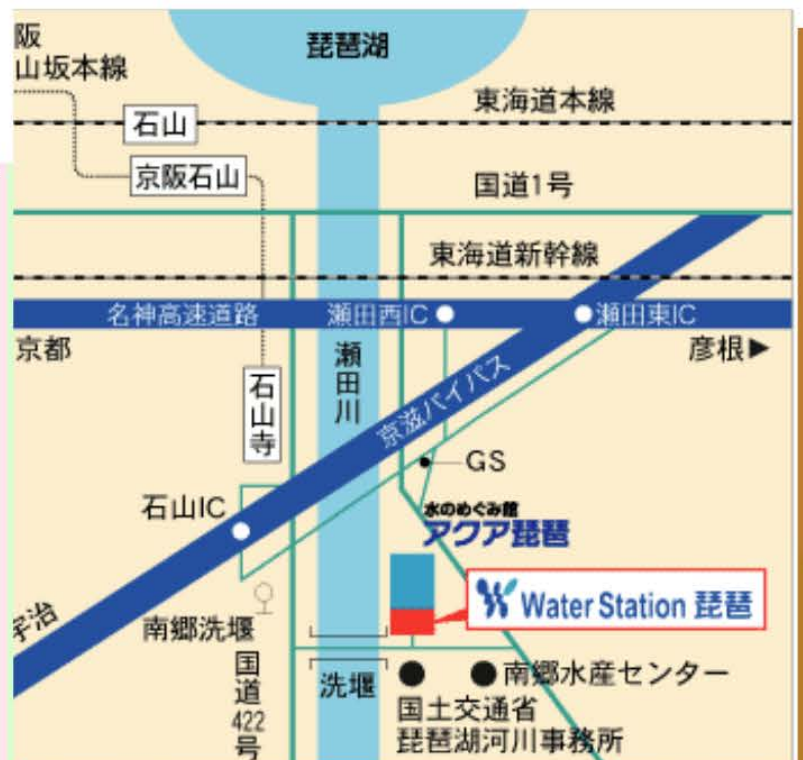 琵琶湖
阪
山坂本線
東海道本線
石山
京阪石山
国道1号
東海道新幹線
名神高速道路
瀬田西IC
瀬田東IC
京都
彦根▶
瀬田川
京滋バイパス
石山寺
GS
石山IC
水のめぐみ館
アクア琵琶
Water Station 琵琶
宇治
南郷洗堰
国道422号
洗堰
南郷水産センター
国土交通省
琵琶湖河川事務所